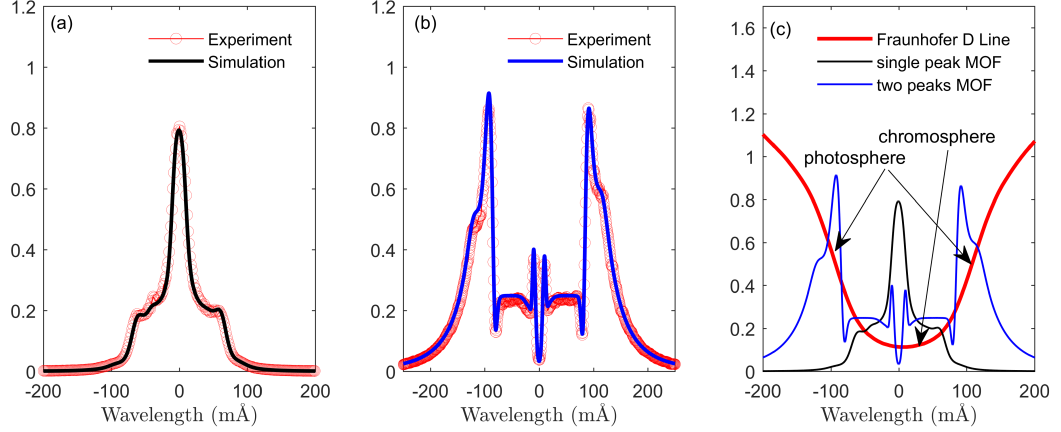 (a)
Experiment
Simulation
1.2
1
0.8
0.6
0.4
0.2
0
-200 -100 0 100 200
Wavelength (mÅ)
(b)
Experiment
Simulation
1.2
1
0.8
0.6
0.4
0.2
0
-200 -100 0 100 200
Wavelength (mÅ)
(c)
Fraunhofer D Line
single peak MOF
two peaks MOF
chromosphere
photosphere
1.6
1.4
1.2
1
0.8
0.6
0.4
0.2
0
-200 -100 0 100 200
Wavelength (mÅ)